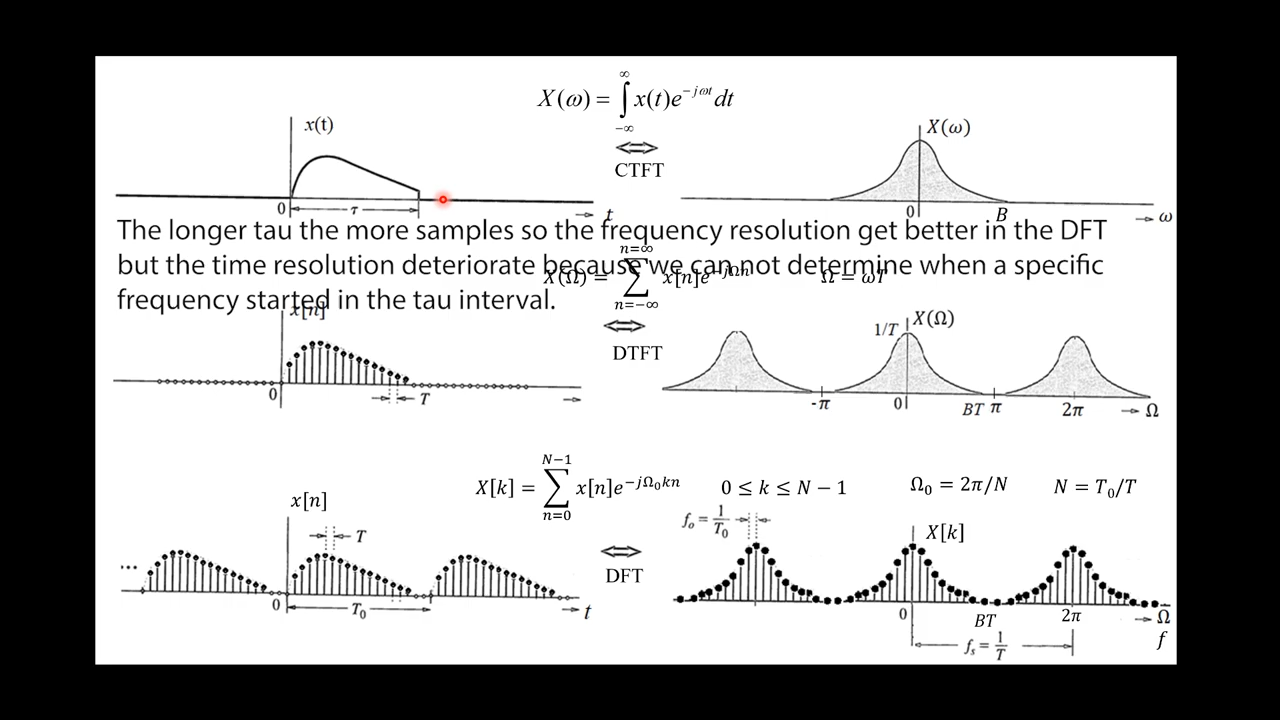 X(ω) = ∫_{-∞}^{∞} x(t)e^{-jωt} dt
x(t)
X(ω)
CTFT
0 τ t
0 B ω
The longer tau the more samples so the frequency resolution get better in the DFT
but the time resolution deteriorate because we can not determine when a specific
frequency started in the tau interval.
X(Ω) = ∑_{n=-∞}^{n=∞} x[n]e^{-jΩn} Ω = ωT
x[n]
1/T X(Ω)
DTFT
0 T
-π 0 BT π 2π Ω
X[k] = ∑_{n=0}^{N-1} x[n]e^{-jΩ₀kn} 0 ≤ k ≤ N − 1 Ω₀ = 2π/N N = T₀/T
x[n]
f₀ = 1/T₀
T
X[k]
...
DFT
0 T₀ t
0 BT 2π Ω
f
fₛ = 1/T